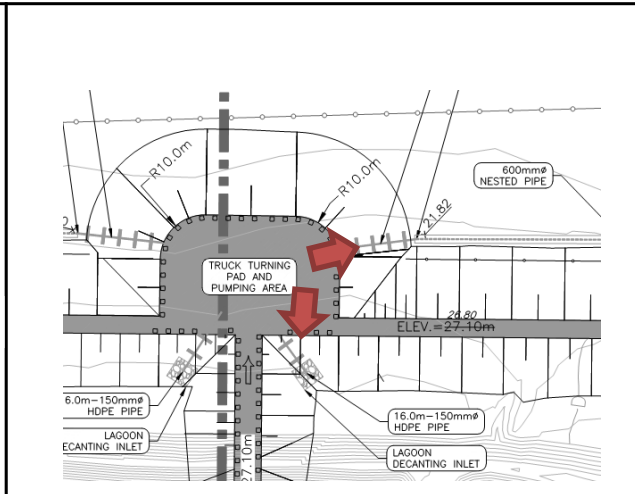 R10.0m
R10.0m
600mmø
NESTED PIPE
21.82
TRUCK TURNING
PAD AND
PUMPING AREA
26.80
ELEV.=27.10m
6.0m-150mmø
HDPE PIPE
16.0m-150mmø
HDPE PIPE
LAGOON
ECANTING INLET
27.10m
LAGOON
DECANTING INLET